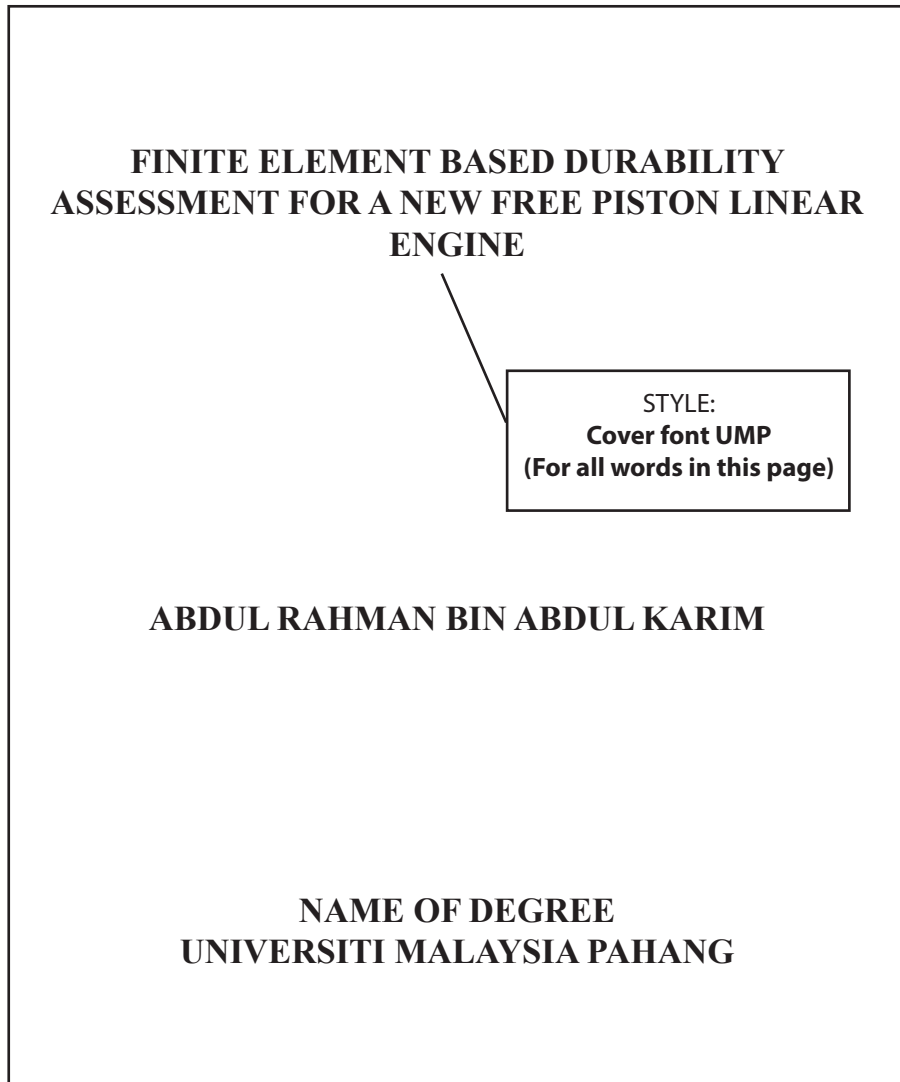 FINITE ELEMENT BASED DURABILITY
ASSESSMENT FOR A NEW FREE PISTON LINEAR
ENGINE
STYLE:
Cover font UMP
(For all words in this page)
ABDUL RAHMAN BIN ABDUL KARIM
NAME OF DEGREE
UNIVERSITI MALAYSIA PAHANG